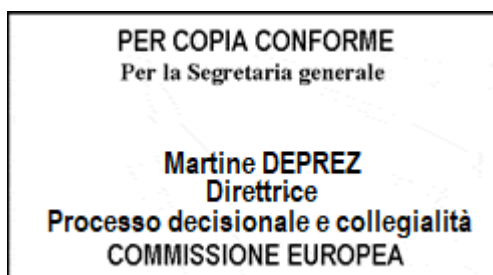 PER COPIA CONFORME
Per la Segretaria generale
Martine DEPREZ
Direttrice
Processo decisionale e collegialità
COMMISSIONE EUROPEA